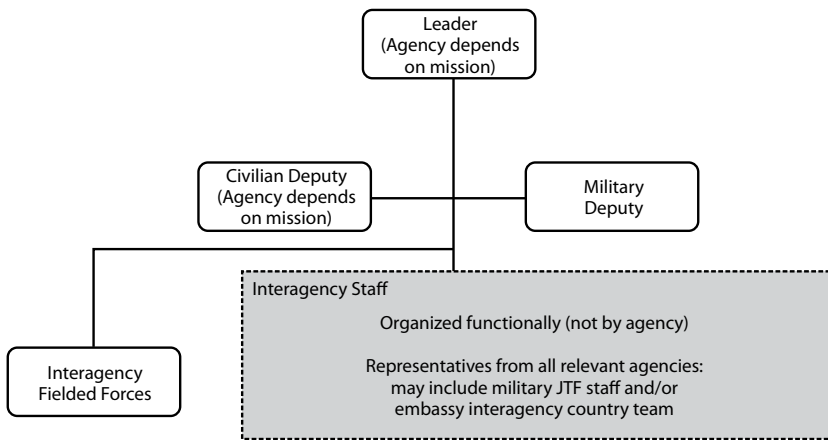 Leader
(Agency depends
on mission)
Civilian Deputy
(Agency depends
on mission)
Military
Deputy
Interagency Staff
Organized functionally (not by agency)
Representatives from all relevant agencies:
may include military JTF staff and/or
embassy interagency country team
Interagency
Fielded Forces